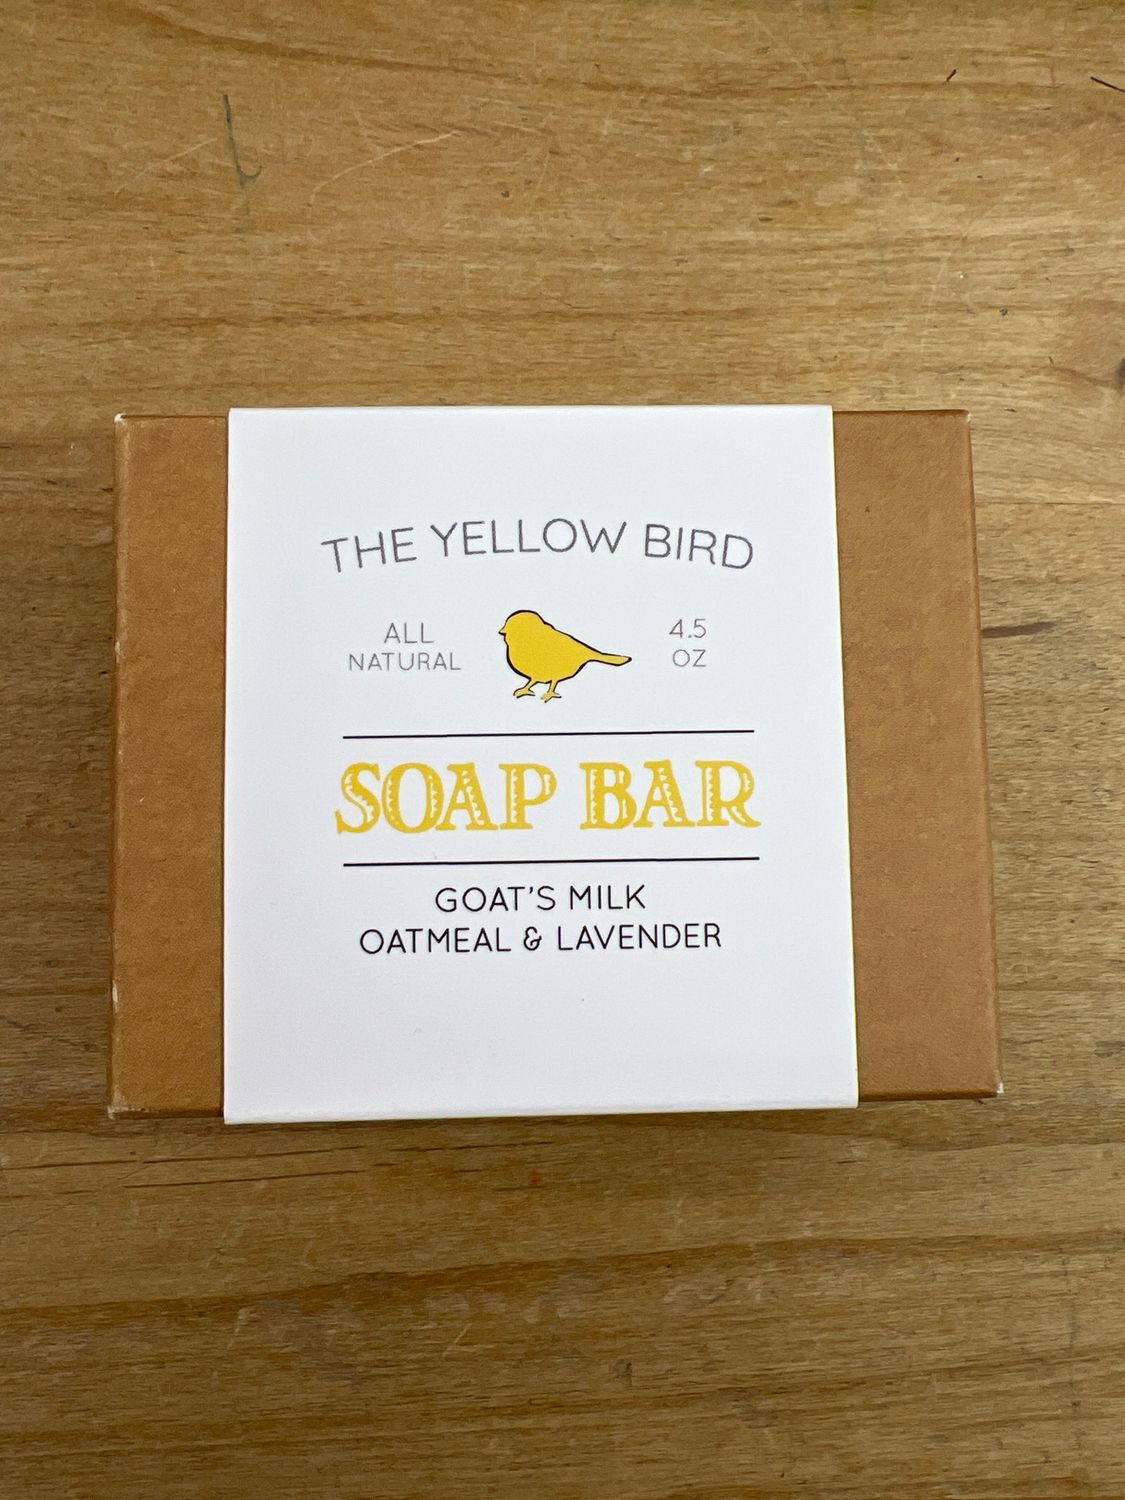 THE YELLOW BIRD
ALL
NATURAL
4.5
OZ
SOAP BAR
GOAT'S MILK
OATMEAL & LAVENDER